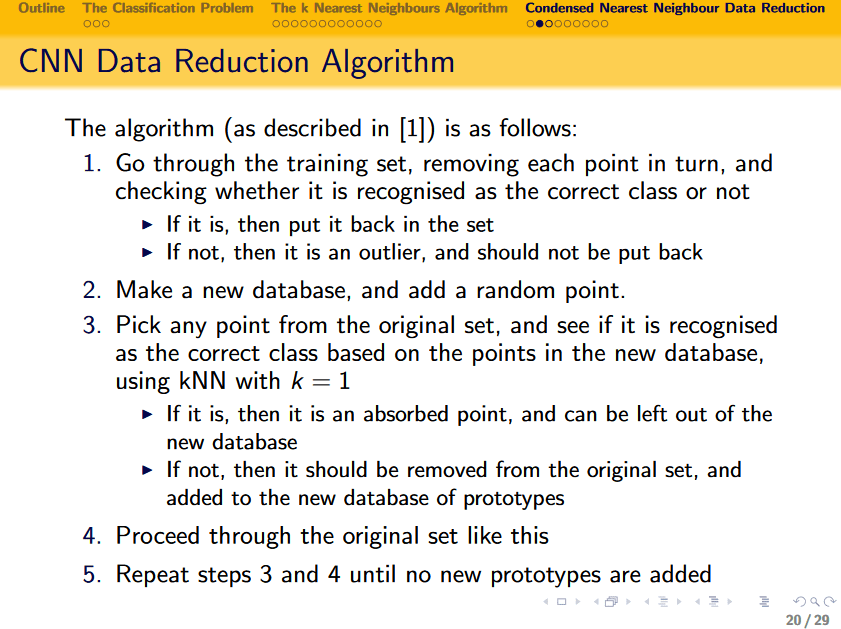 Outline The Classification Problem The k Nearest Neighbours Algorithm Condensed Nearest Neighbour Data Reduction
CNN Data Reduction Algorithm
The algorithm (as described in [1]) is as follows:
1. Go through the training set, removing each point in turn, and
checking whether it is recognised as the correct class or not
► If it is, then put it back in the set
► If not, then it is an outlier, and should not be put back
2. Make a new database, and add a random point.
3. Pick any point from the original set, and see if it is recognised
as the correct class based on the points in the new database,
using kNN with k = 1
► If it is, then it is an absorbed point, and can be left out of the
new database
► If not, then it should be removed from the original set, and
added to the new database of prototypes
4. Proceed through the original set like this
5. Repeat steps 3 and 4 until no new prototypes are added
20 / 29